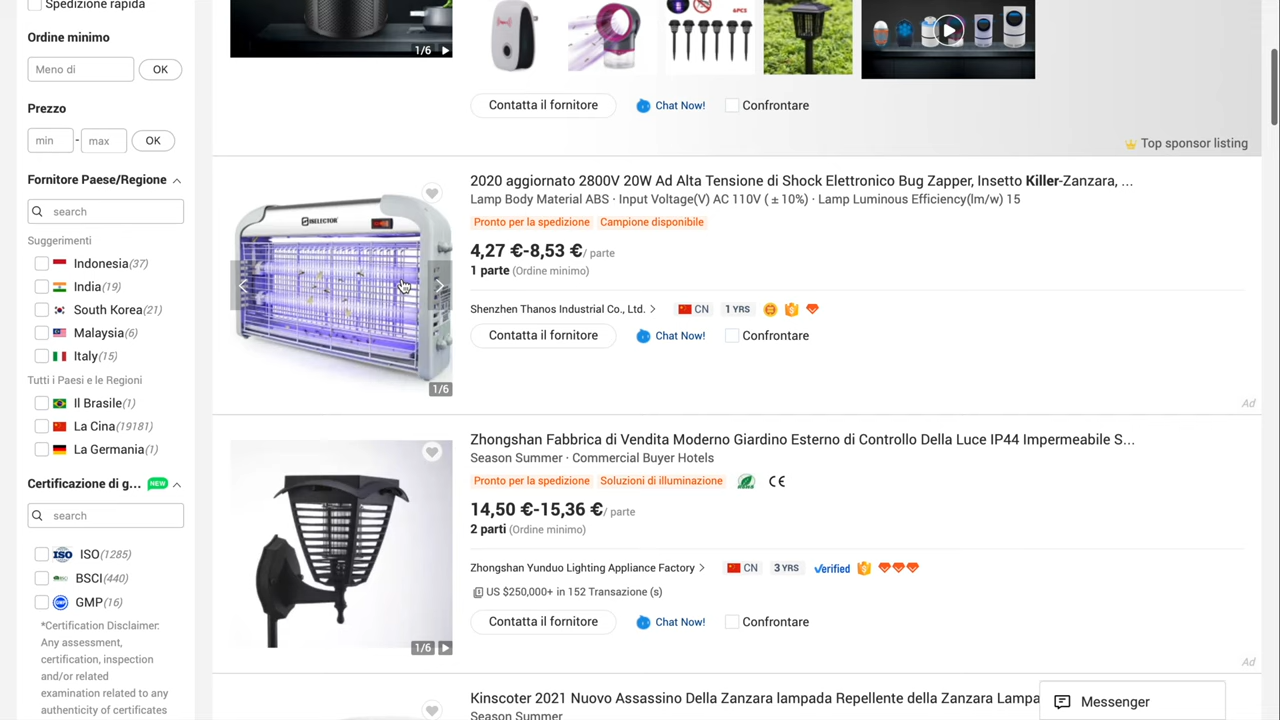 Spedizione rapida
Ordine minimo
Meno di
OK
Prezzo
min - max OK
Fornitore Paese/Regione
search
Suggerimenti
Indonesia(37)
India(19)
South Korea(21)
Malaysia(6)
Italy(15)
Tutti i Paesi e le Regioni
Il Brasile(1)
La Cina(19181)
La Germania(1)
Certificazione di g... NEW
search
ISO ISO(1285)
BSCI(440)
GMP(16)
*Certification Disclaimer:
Any assessment,
certification, inspection
and/or related
examination related to any
authenticity of certificates
1/6
6PCS
Contatta il fornitore Chat Now! Confrontare
Top sponsor listing
2020 aggiornato 2800V 20W Ad Alta Tensione di Shock Elettronico Bug Zapper, Insetto Killer-Zanzara, ...
Lamp Body Material ABS · Input Voltage(V) AC 110V ( ± 10%) · Lamp Luminous Efficiency(lm/w) 15
Pronto per la spedizione Campione disponibile
4,27 €-8,53 €/ parte
1 parte (Ordine minimo)
Shenzhen Thanos Industrial Co., Ltd. > CN 1 YRS
Contatta il fornitore Chat Now! Confrontare
SELECTOR
1/6
Ad
Zhongshan Fabbrica di Vendita Moderno Giardino Esterno di Controllo Della Luce IP44 Impermeabile S...
Season Summer · Commercial Buyer Hotels
Pronto per la spedizione Soluzioni di illuminazione CE
14,50 €-15,36 €/ parte
2 parti (Ordine minimo)
Zhongshan Yunduo Lighting Appliance Factory > CN 3 YRS Verified
US $250,000+ in 152 Transazione (s)
Contatta il fornitore Chat Now! Confrontare
1/6
Ad
Kinscoter 2021 Nuovo Assassino Della Zanzara lampada Repellente della Zanzara Lampa
Season Summer
Messenger